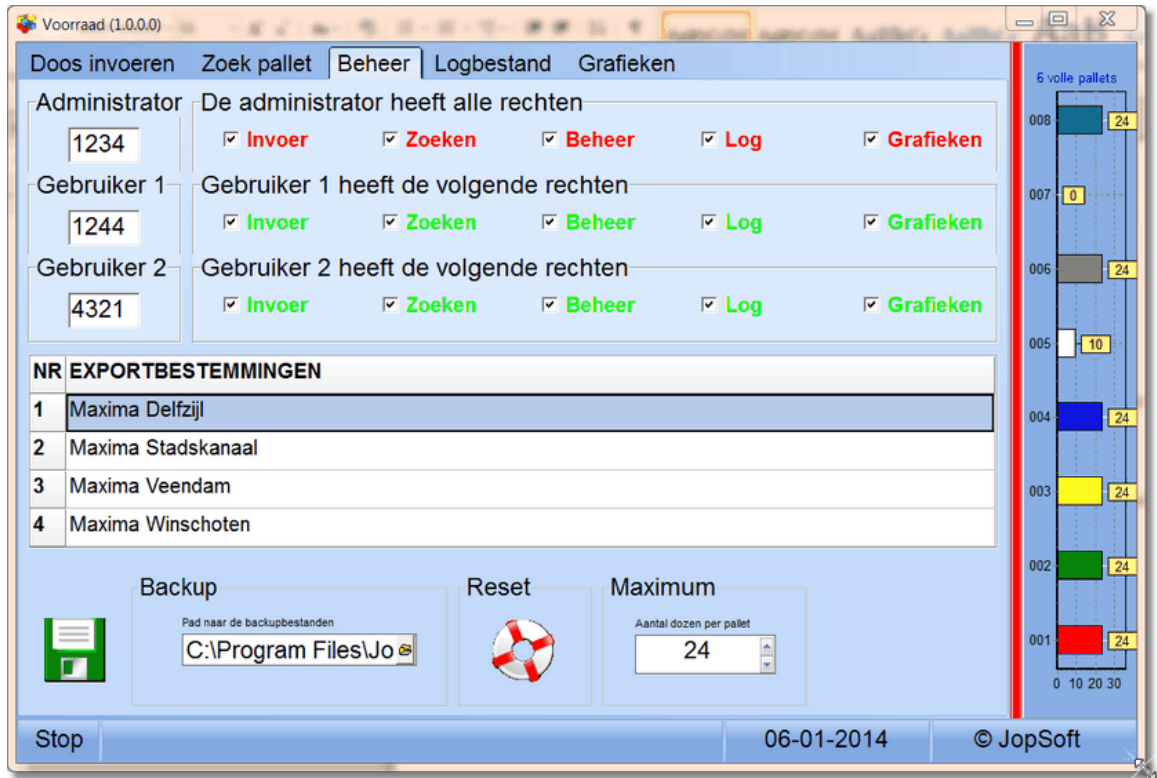 Voorraad (1.0.0.0)
Doos invoeren Zoek pallet Beheer Logbestand Grafieken
Administrator De administrator heeft alle rechten
1234 Invoer Zoeken Beheer Log Grafieken
Gebruiker 1 Gebruiker 1 heeft de volgende rechten
1244 Invoer Zoeken Beheer Log Grafieken
Gebruiker 2 Gebruiker 2 heeft de volgende rechten
4321 Invoer Zoeken Beheer Log Grafieken
NR EXPORTBESTEMMINGEN
1 Maxima Delfzijl
2 Maxima Stadskanaal
3 Maxima Veendam
4 Maxima Winschoten
Backup Reset Maximum
Pad naar de backupbestanden Aantal dozen per pallet
C:\Program Files\Jo 24
6 volle pallets
008 24
007 0
006 24
005 10
004 24
003 24
002 24
001 24
0 10 20 30
Stop 06-01-2014 © JopSoft